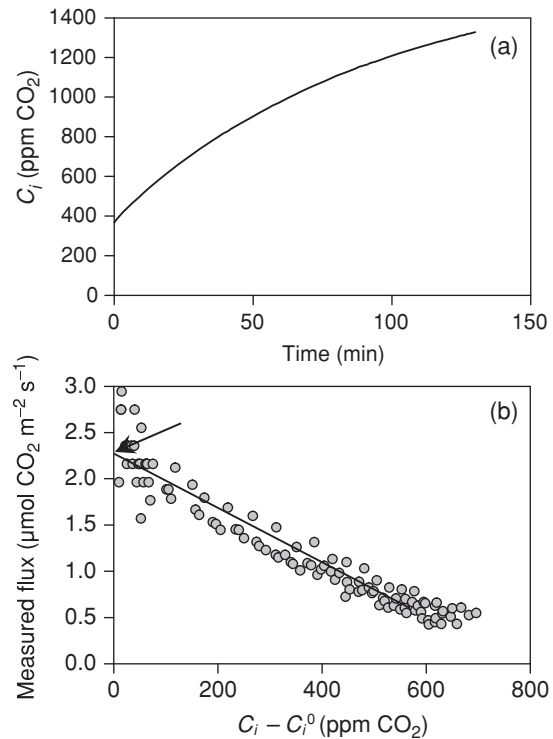 1400
(a)
1200
1000
800
600
400
200
0
Cᵢ (ppm CO₂)
0 50 100 150
Time (min)
3.0
(b)
2.5
2.0
1.5
1.0
0.5
0.0
Measured flux (μmol CO₂ m⁻² s⁻¹)
0 200 400 600 800
Cᵢ – Cᵢ⁰ (ppm CO₂)